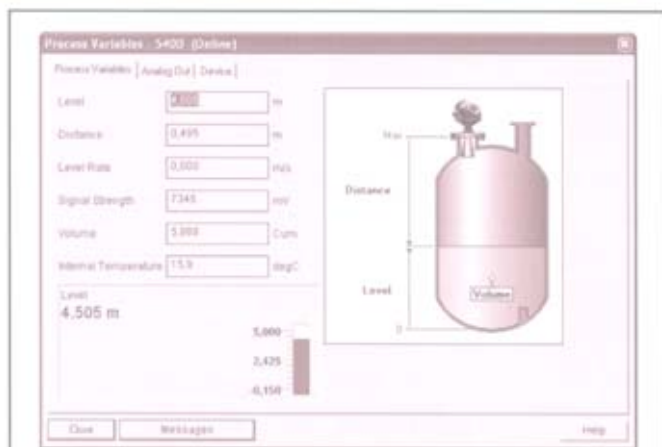 Process Variables - 5400 (Online)
Process Variables Analog Out Device
Level m
Distance 0,495 m
Level Rate 0,000 m/s
Signal Strength 7345 mV
Volume 5.000 Cum
Internal Temperature 15.9 degC
Level
4,505 m
5,000
2,425
-0,150
Max
Distance
Level
Volume
0
Close Messages Help